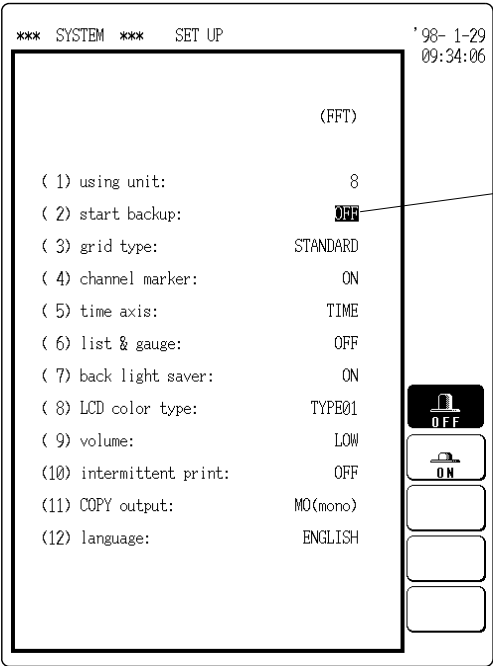 *** SYSTEM *** SET UP
'98- 1-29
09:34:06
(FFT)
( 1) using unit: 8
( 2) start backup: OFF
( 3) grid type: STANDARD
( 4) channel marker: ON
( 5) time axis: TIME
( 6) list & gauge: OFF
( 7) back light saver: ON
( 8) LCD color type: TYPE01
( 9) volume: LOW
(10) intermittent print: OFF
(11) COPY output: MO(mono)
(12) language: ENGLISH
OFF
ON